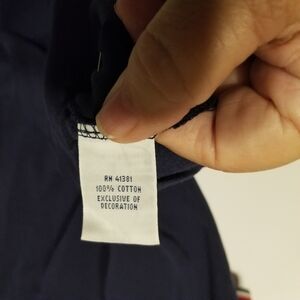 RN 41381
100% COTTON
EXCLUSIVE OF
DECORATION